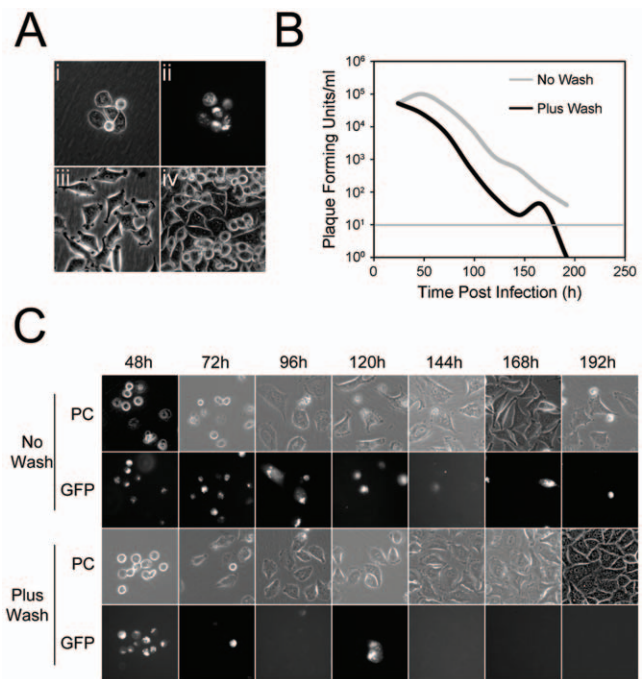 A
i
ii
iii
iv
B
Plaque Forming Units/ml
10⁶
10⁵
10⁴
10³
10²
10¹
10⁰
No Wash
Plus Wash
0 50 100 150 200 250
Time Post Infection (h)
C
48h 72h 96h 120h 144h 168h 192h
No Wash
PC
GFP
Plus Wash
PC
GFP